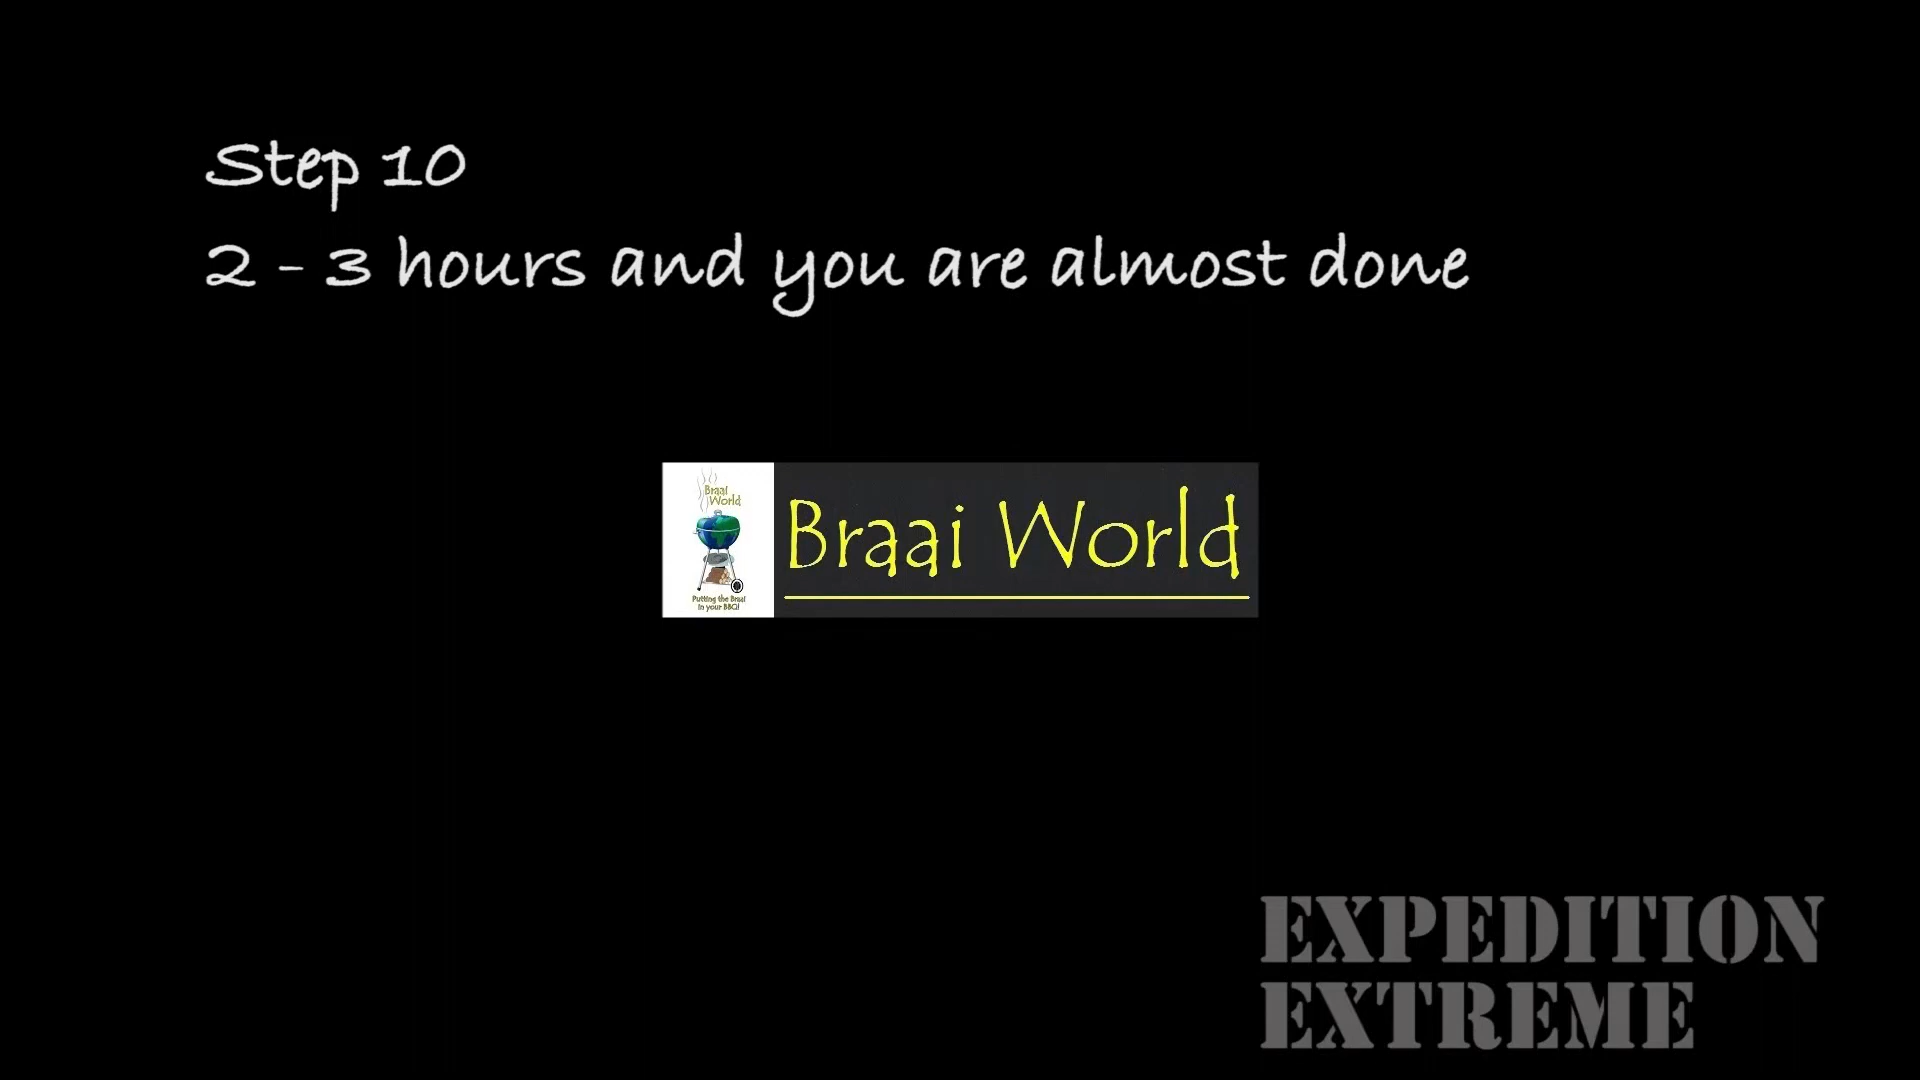 Step 10
2 - 3 hours and you are almost done
Braai
World
Putting the Braai
in your BBQ!
Braai World
EXPEDITION
EXTREME